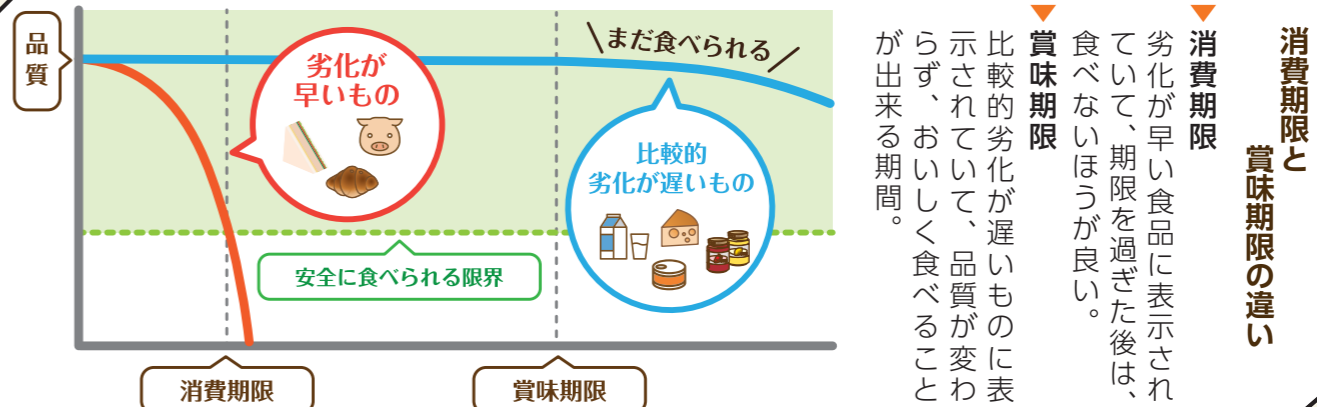 消費期限と
賞味期限の違い
▼消費期限
劣化が早い食品に表示され
ていて、期限を過ぎた後は、
食べないほうが良い。
▼賞味期限
比較的劣化が遅いものに表
示されていて、品質が変わ
らず、おいしく食べること
が出来る期間。
品質
\まだ食べられる/
劣化が
早いもの
比較的
劣化が遅いもの
安全に食べられる限界
消費期限
賞味期限